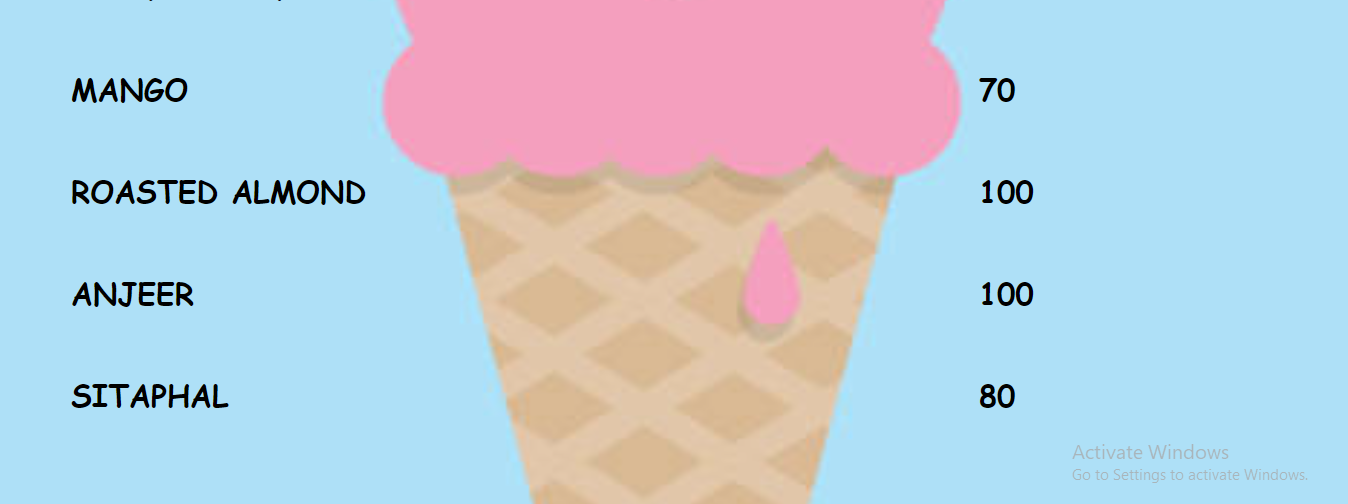 MANGO 70
ROASTED ALMOND 100
ANJEER 100
SITAPHAL 80
Activate Windows
Go to Settings to activate Windows.